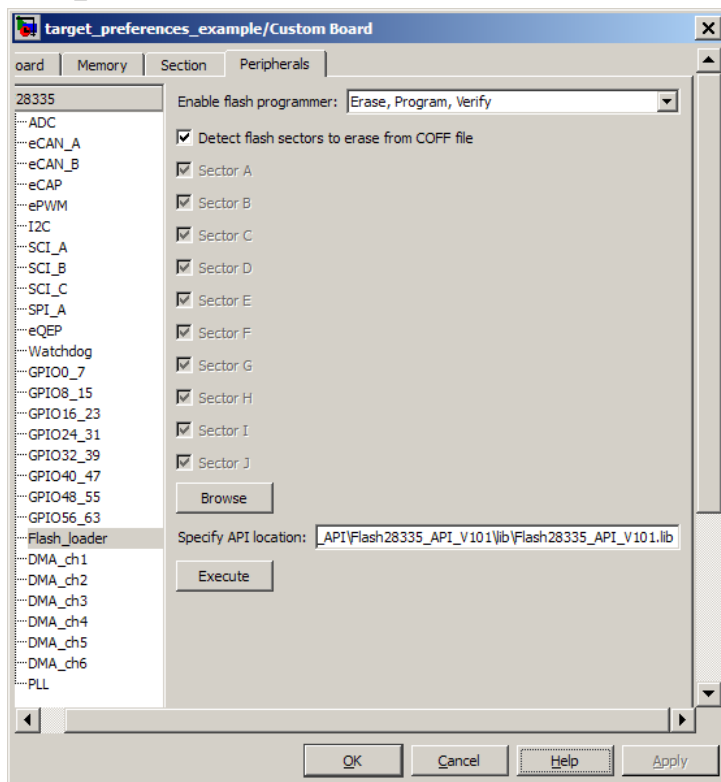 target_preferences_example/Custom Board
oard Memory Section Peripherals
28335
ADC
eCAN_A
eCAN_B
eCAP
ePWM
I2C
SCI_A
SCI_B
SCI_C
SPI_A
eQEP
Watchdog
GPIO0_7
GPIO8_15
GPIO16_23
GPIO24_31
GPIO32_39
GPIO40_47
GPIO48_55
GPIO56_63
Flash_loader
DMA_ch1
DMA_ch2
DMA_ch3
DMA_ch4
DMA_ch5
DMA_ch6
PLL
Enable flash programmer: Erase, Program, Verify
Detect flash sectors to erase from COFF file
Sector A
Sector B
Sector C
Sector D
Sector E
Sector F
Sector G
Sector H
Sector I
Sector J
Browse
Specify API location: _API\Flash28335_API_V101\lib\Flash28335_API_V101.lib
Execute
OK Cancel Help Apply